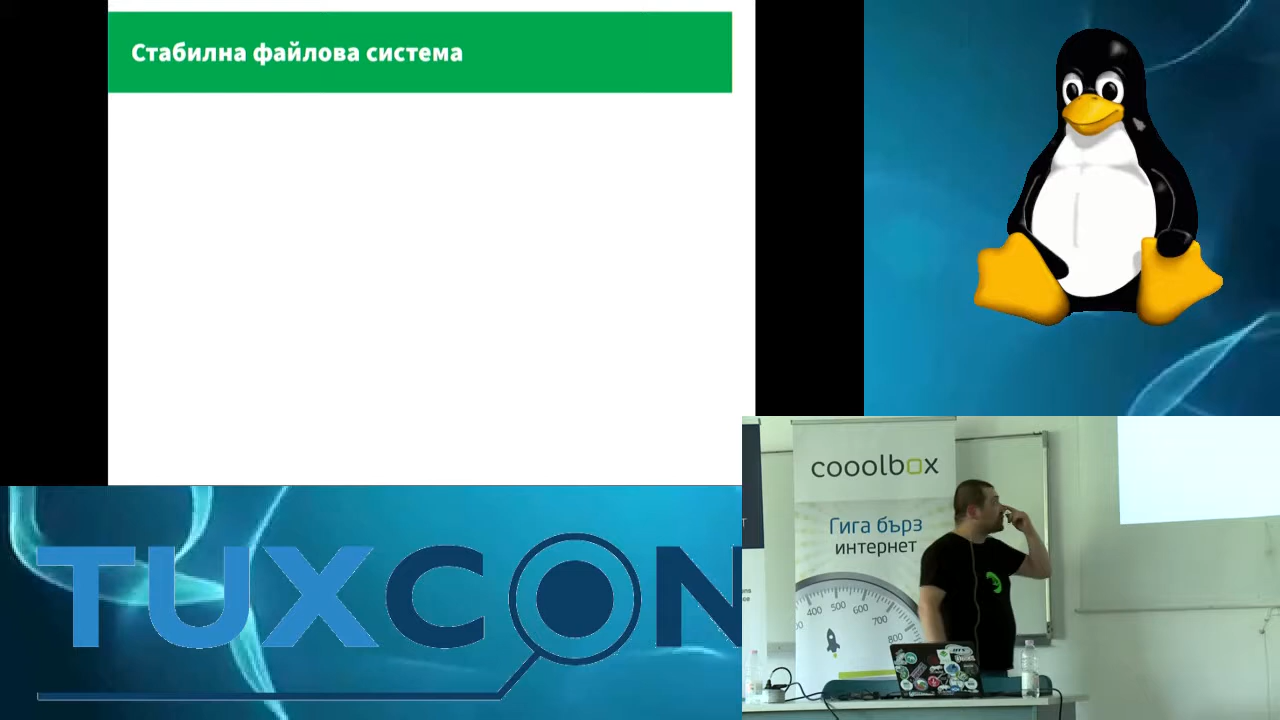 Стабилна файлова система
TUXCON
cooolbox
Гига бърз
интернет
400 500 600
700
800